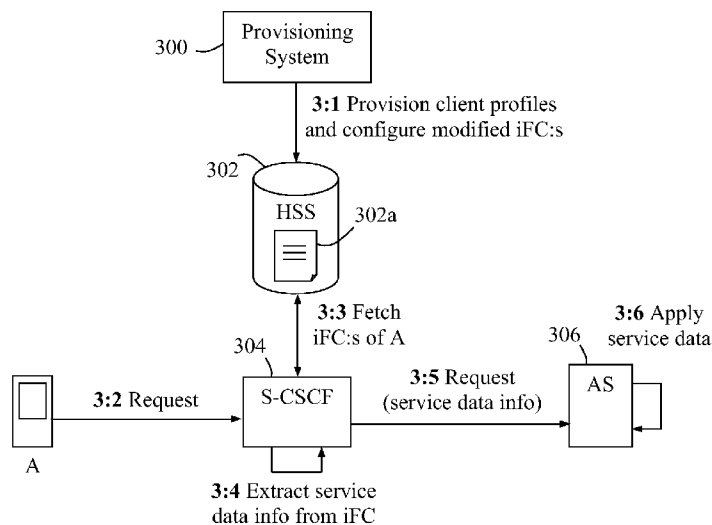 Provisioning
System
300
3:1 Provision client profiles
and configure modified iFC:s
302
HSS
302a
3:3 Fetch
iFC:s of A
3:6 Apply
service data
304
306
S-CSCF
3:5 Request
(service data info)
AS
3:2 Request
A
3:4 Extract service
data info from iFC